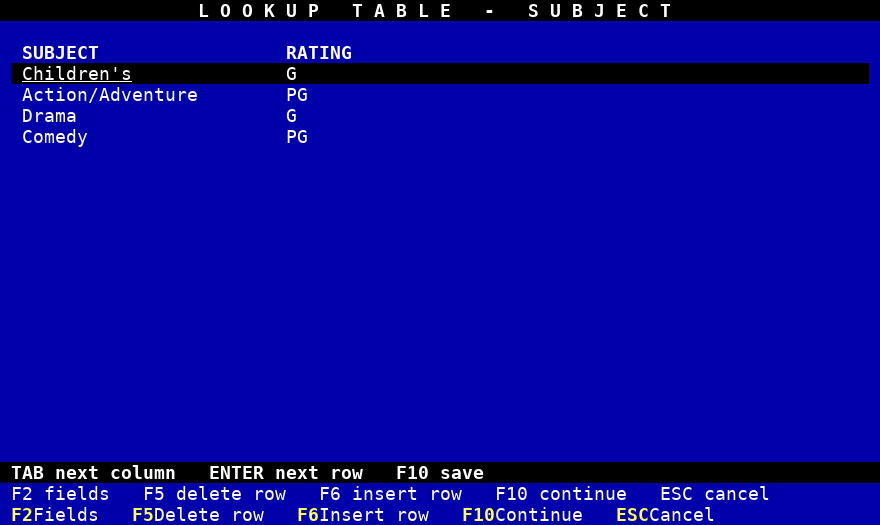 L O O K U P   T A B L E   -   S U B J E C T
SUBJECT RATING
Children's G
Action/Adventure PG
Drama G
Comedy PG
TAB next column   ENTER next row   F10 save
F2 fields   F5 delete row   F6 insert row   F10 continue   ESC cancel
F2Fields   F5Delete row   F6Insert row   F10Continue   ESCCancel